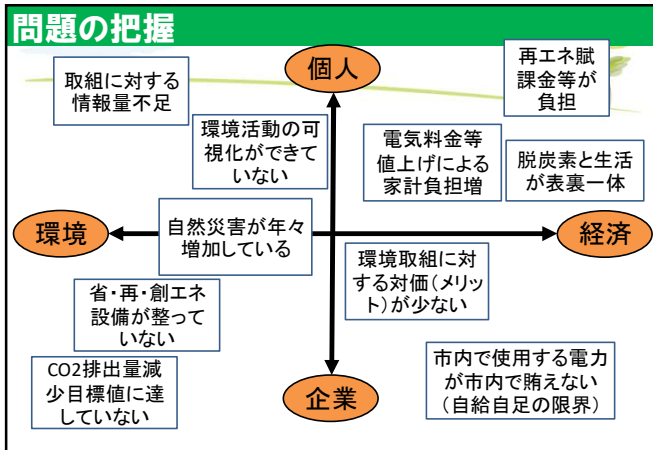 問題の把握
個人
再エネ賦
課金等が
負担
取組に対する
情報量不足
環境活動の可
視化ができて
いない
電気料金等
値上げによる
家計負担増
脱炭素と生活
が表裏一体
環境
自然災害が年々
増加している
経済
環境取組に対
する対価(メリッ
ト)が少ない
省・再・創エネ
設備が整って
いない
CO2排出量減
少目標値に達
していない
企業
市内で使用する電力
が市内で賄えない
(自給自足の限界)